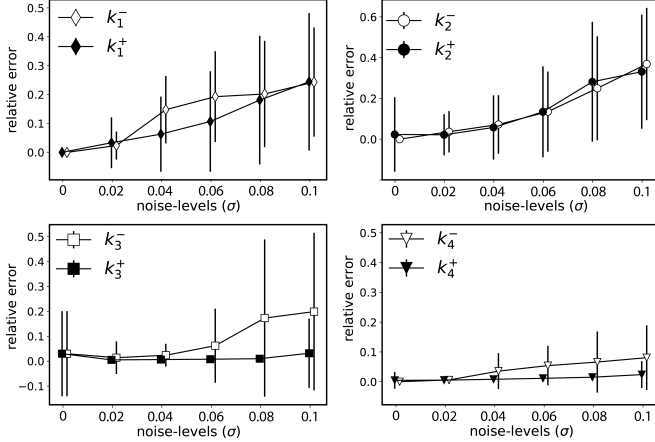 0.5
0.4
0.3
0.2
0.1
0.0
relative error
k₁⁻
k₁⁺
0 0.02 0.04 0.06 0.08 0.1
noise-levels (σ)
0.6
0.4
0.2
0.0
relative error
k₂⁻
k₂⁺
0 0.02 0.04 0.06 0.08 0.1
noise-levels (σ)
0.5
0.4
0.3
0.2
0.1
0.0
−0.1
relative error
k₃⁻
k₃⁺
0 0.02 0.04 0.06 0.08 0.1
noise-levels (σ)
0.5
0.4
0.3
0.2
0.1
0.0
relative error
k₄⁻
k₄⁺
0 0.02 0.04 0.06 0.08 0.1
noise-levels (σ)